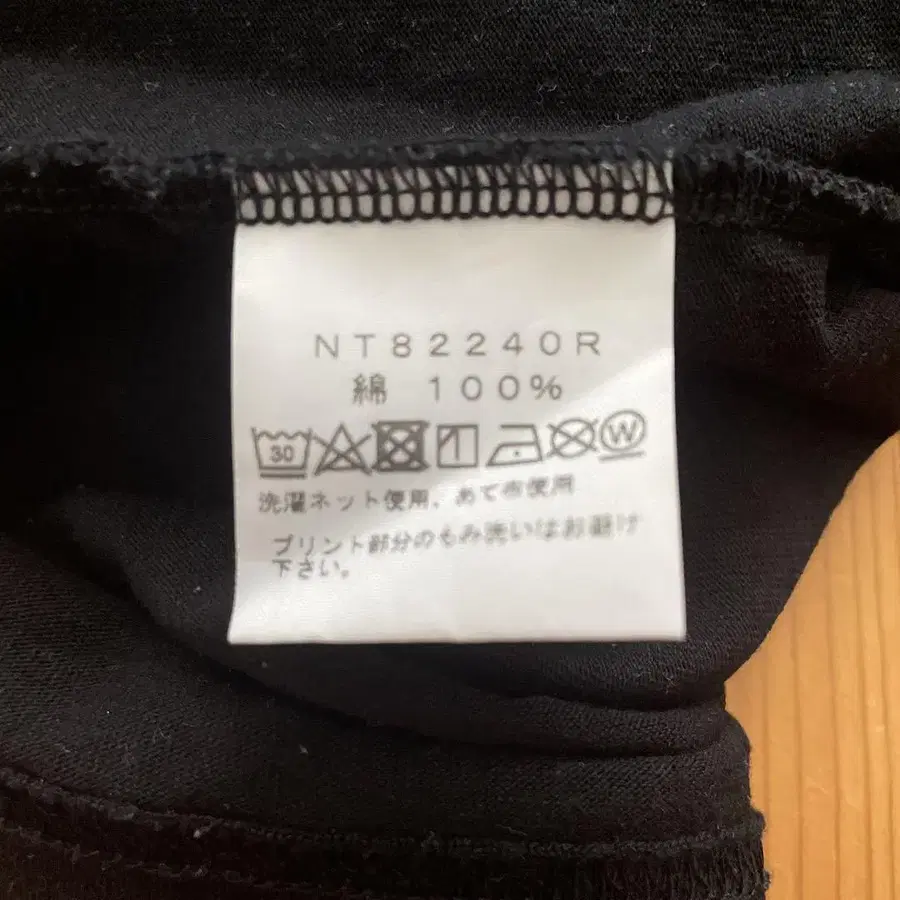 NT82240R
綿 100%
30 W
洗濯ネット使用、あて布使用
プリント部分のもみ洗いはお避け
下さい。